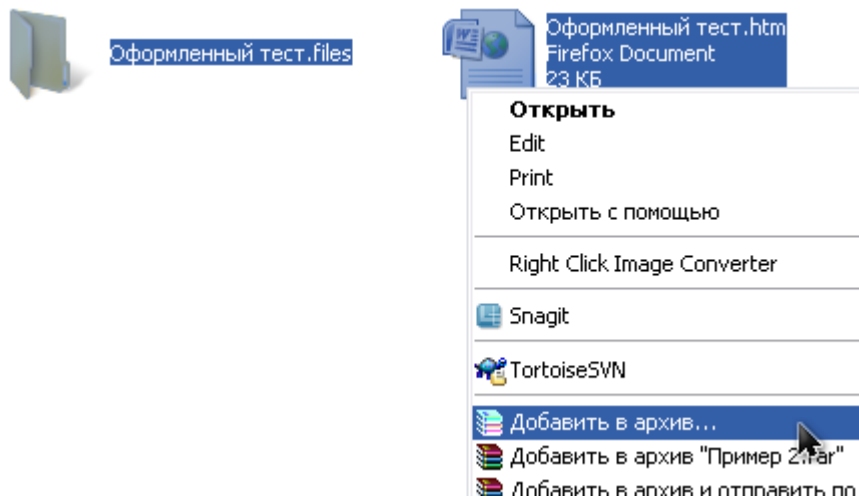 Оформленный тест.files
Оформленный тест.htm
Firefox Document
23 КБ
Открыть
Edit
Print
Открыть с помощью
Right Click Image Converter
Snagit
TortoiseSVN
Добавить в архив...
Добавить в архив "Пример 2.rar"
Добавить в архив и отправить по